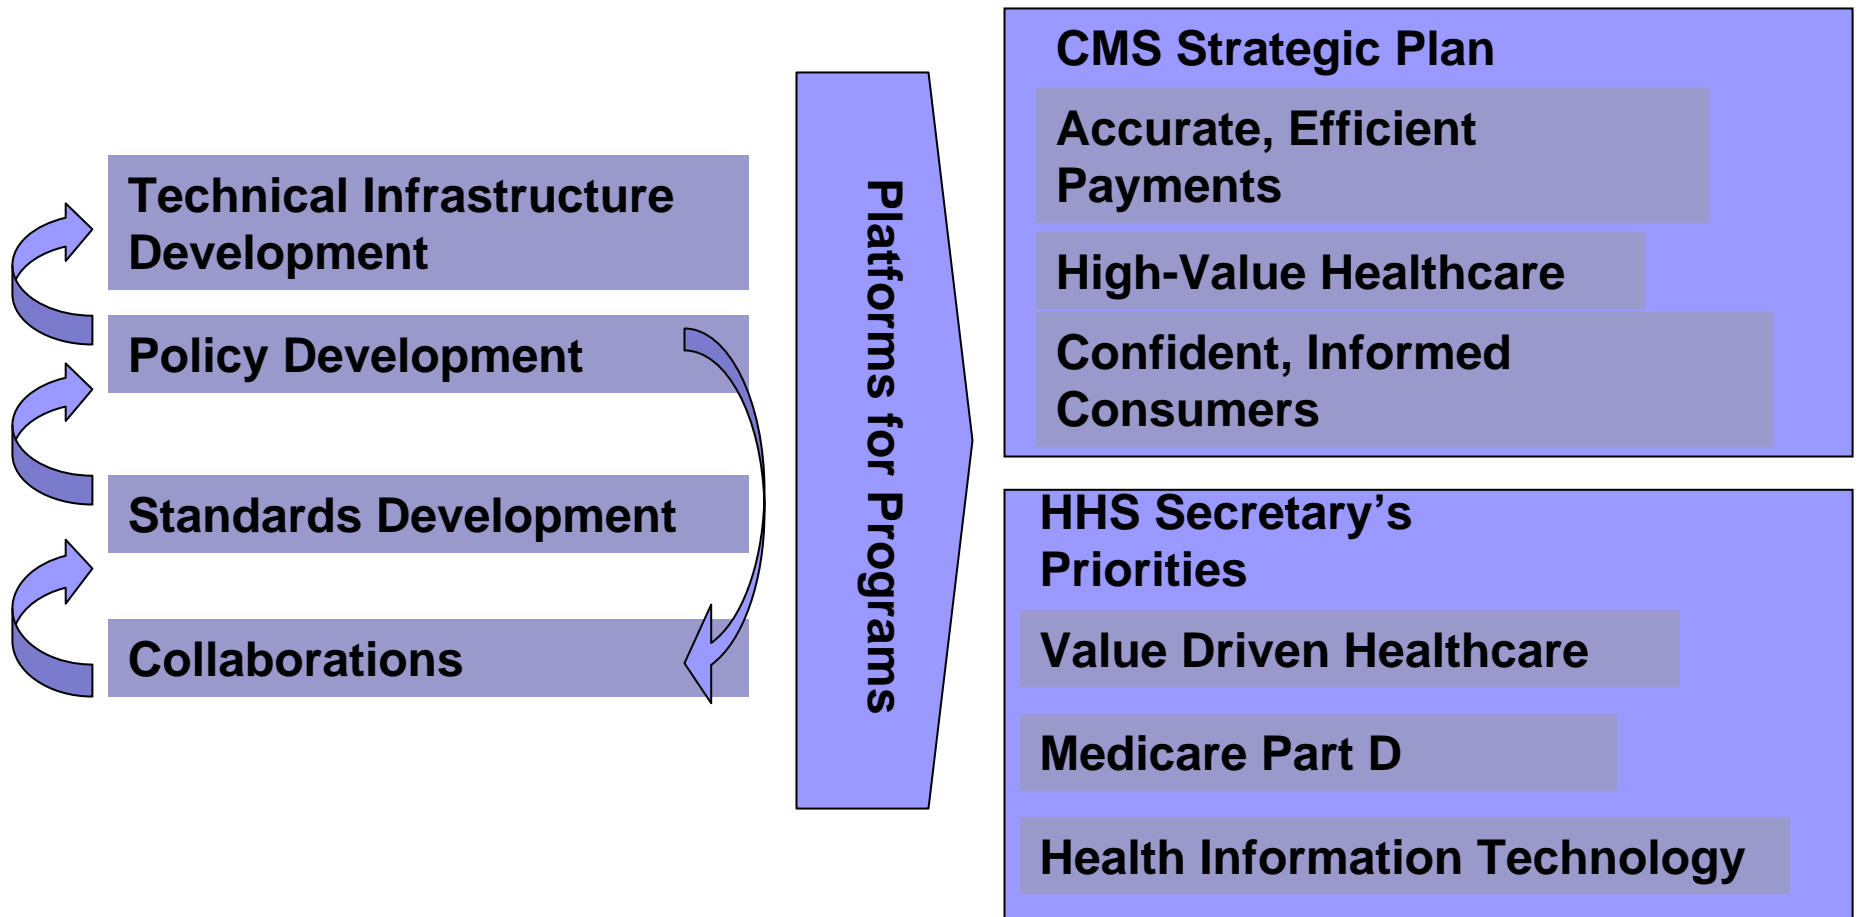 Technical Infrastructure
Development
Policy Development
Standards Development
Collaborations
Platforms for Programs
CMS Strategic Plan
Accurate, Efficient
Payments
High-Value Healthcare
Confident, Informed
Consumers
HHS Secretary’s
Priorities
Value Driven Healthcare
Medicare Part D
Health Information Technology